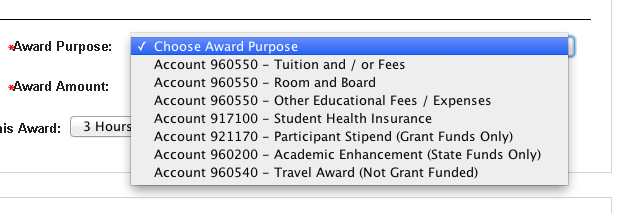 *Award Purpose:
✓ Choose Award Purpose
Account 960550 – Tuition and / or Fees
Account 960550 – Room and Board
Account 960550 – Other Educational Fees / Expenses
Account 917100 – Student Health Insurance
Account 921170 – Participant Stipend (Grant Funds Only)
Account 960200 – Academic Enhancement (State Funds Only)
Account 960540 – Travel Award (Not Grant Funded)
*Award Amount:
his Award: 3 Hours